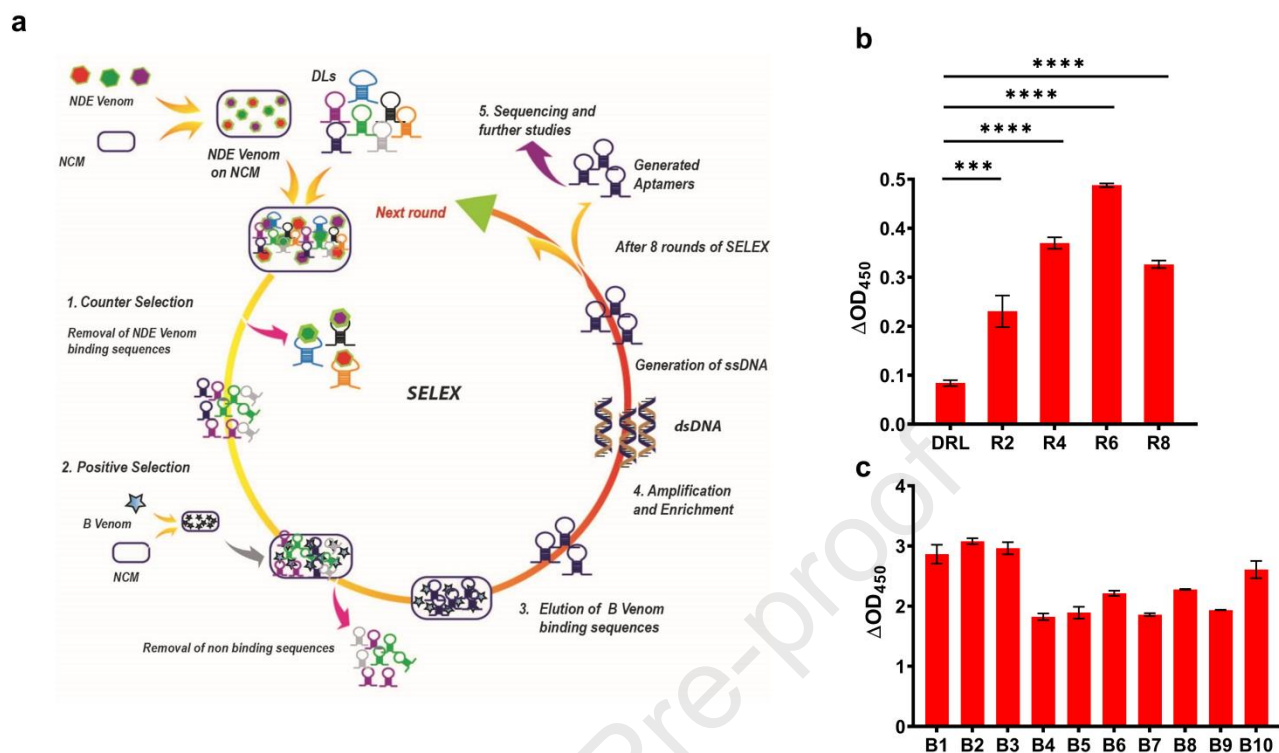 a
NDE Venom
NCM
NDE Venom
on NCM
DLs
5. Sequencing and
further studies
Generated
Aptamers
Next round
After 8 rounds of SELEX
1. Counter Selection
Removal of NDE Venom
binding sequences
SELEX
Generation of ssDNA
dsDNA
2. Positive Selection
B Venom
NCM
4. Amplification
and Enrichment
3. Elution of B Venom
binding sequences
Removal of non binding sequences
b
****
****
****
***
ΔOD450
0.5
0.4
0.3
0.2
0.1
0.0
DRL R2 R4 R6 R8
c
ΔOD450
4
3
2
1
0
B1 B2 B3 B4 B5 B6 B7 B8 B9 B10
Pre-proof